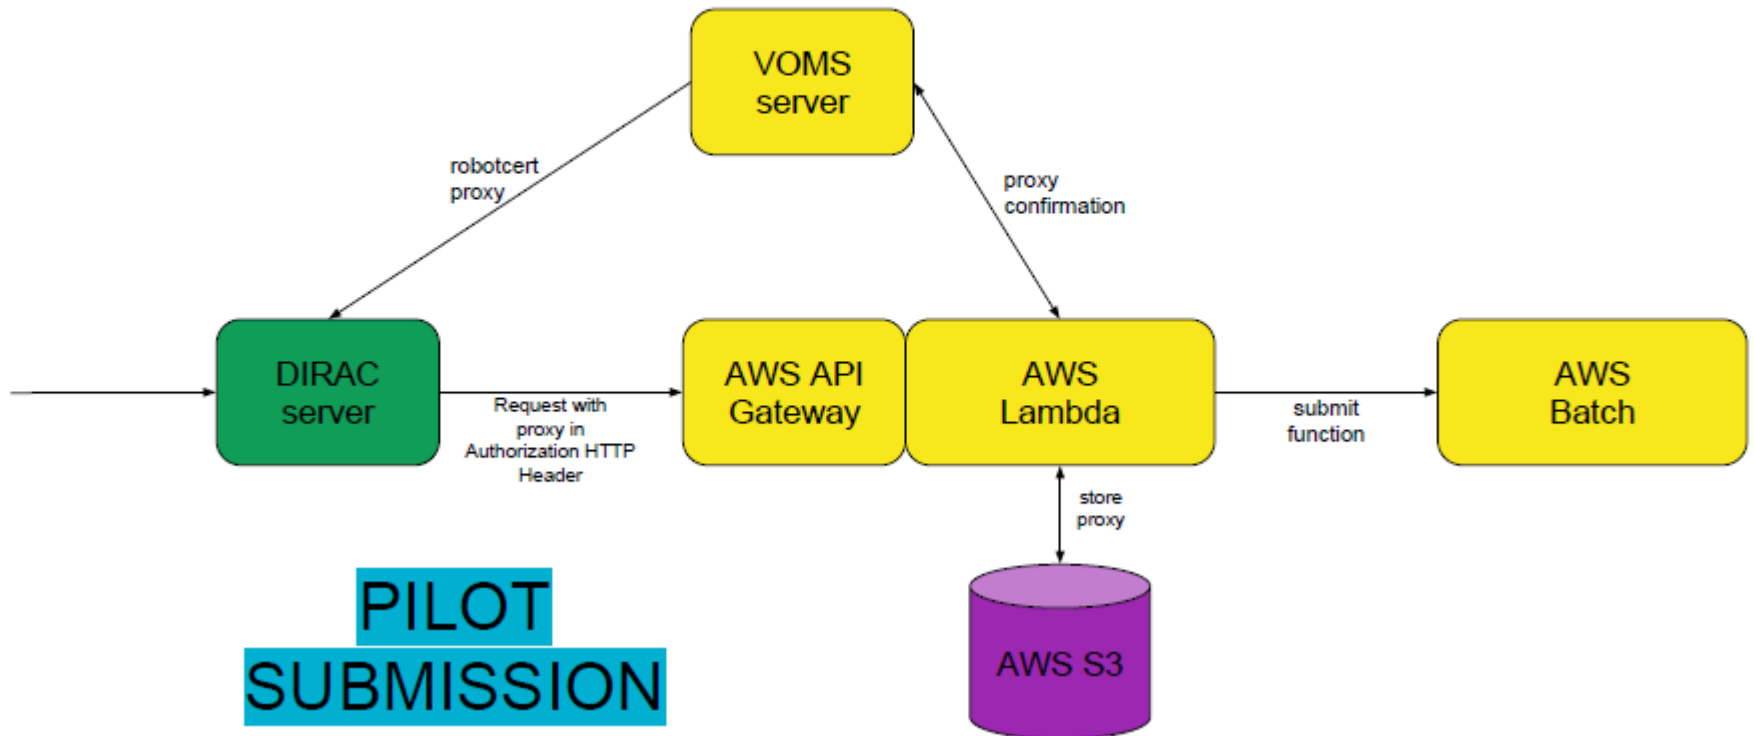 VOMS
server
robotcert
proxy
proxy
confirmation
DIRAC
server
Request with
proxy in
Authorization HTTP
Header
AWS API
Gateway
AWS
Lambda
submit
function
AWS
Batch
store
proxy
AWS S3
PILOT
SUBMISSION